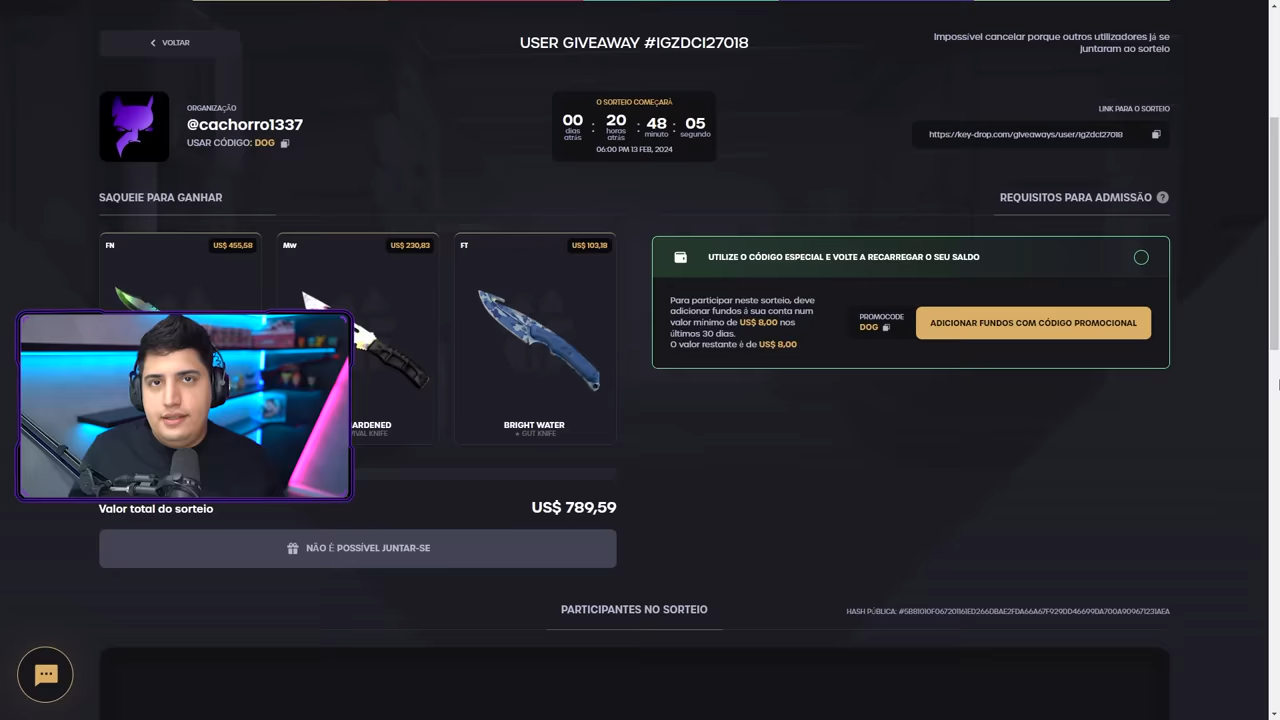 VOLTAR
USER GIVEAWAY #IGZDCI27018
Impossível cancelar porque outros utilizadores já se
juntaram ao sorteio
ORGANIZAÇÃO
@cachorro1337
USAR CÓDIGO: DOG
O SORTEIO COMEÇARÁ
00 : 20 : 48 : 05
dias atrás horas atrás minuto segundo
06:00 PM 13 FEB, 2024
LINK PARA O SORTEIO
https://key-drop.com/giveaways/user/IgZdcI27018
SAQUEIE PARA GANHAR
REQUISITOS PARA ADMISSÃO ?
FN US$ 455,58
MW US$ 230,83
FT US$ 103,18
ARDENED
VAL KNIFE
BRIGHT WATER
★ GUT KNIFE
UTILIZE O CÓDIGO ESPECIAL E VOLTE A RECARREGAR O SEU SALDO
Para participar neste sorteio, deve
adicionar fundos à sua conta num
valor mínimo de US$ 8,00 nos
últimos 30 dias.
O valor restante é de US$ 8,00
PROMOCODE
DOG
ADICIONAR FUNDOS COM CÓDIGO PROMOCIONAL
Valor total do sorteio
US$ 789,59
NÃO É POSSÍVEL JUNTAR-SE
PARTICIPANTES NO SORTEIO
HASH PÚBLICA: